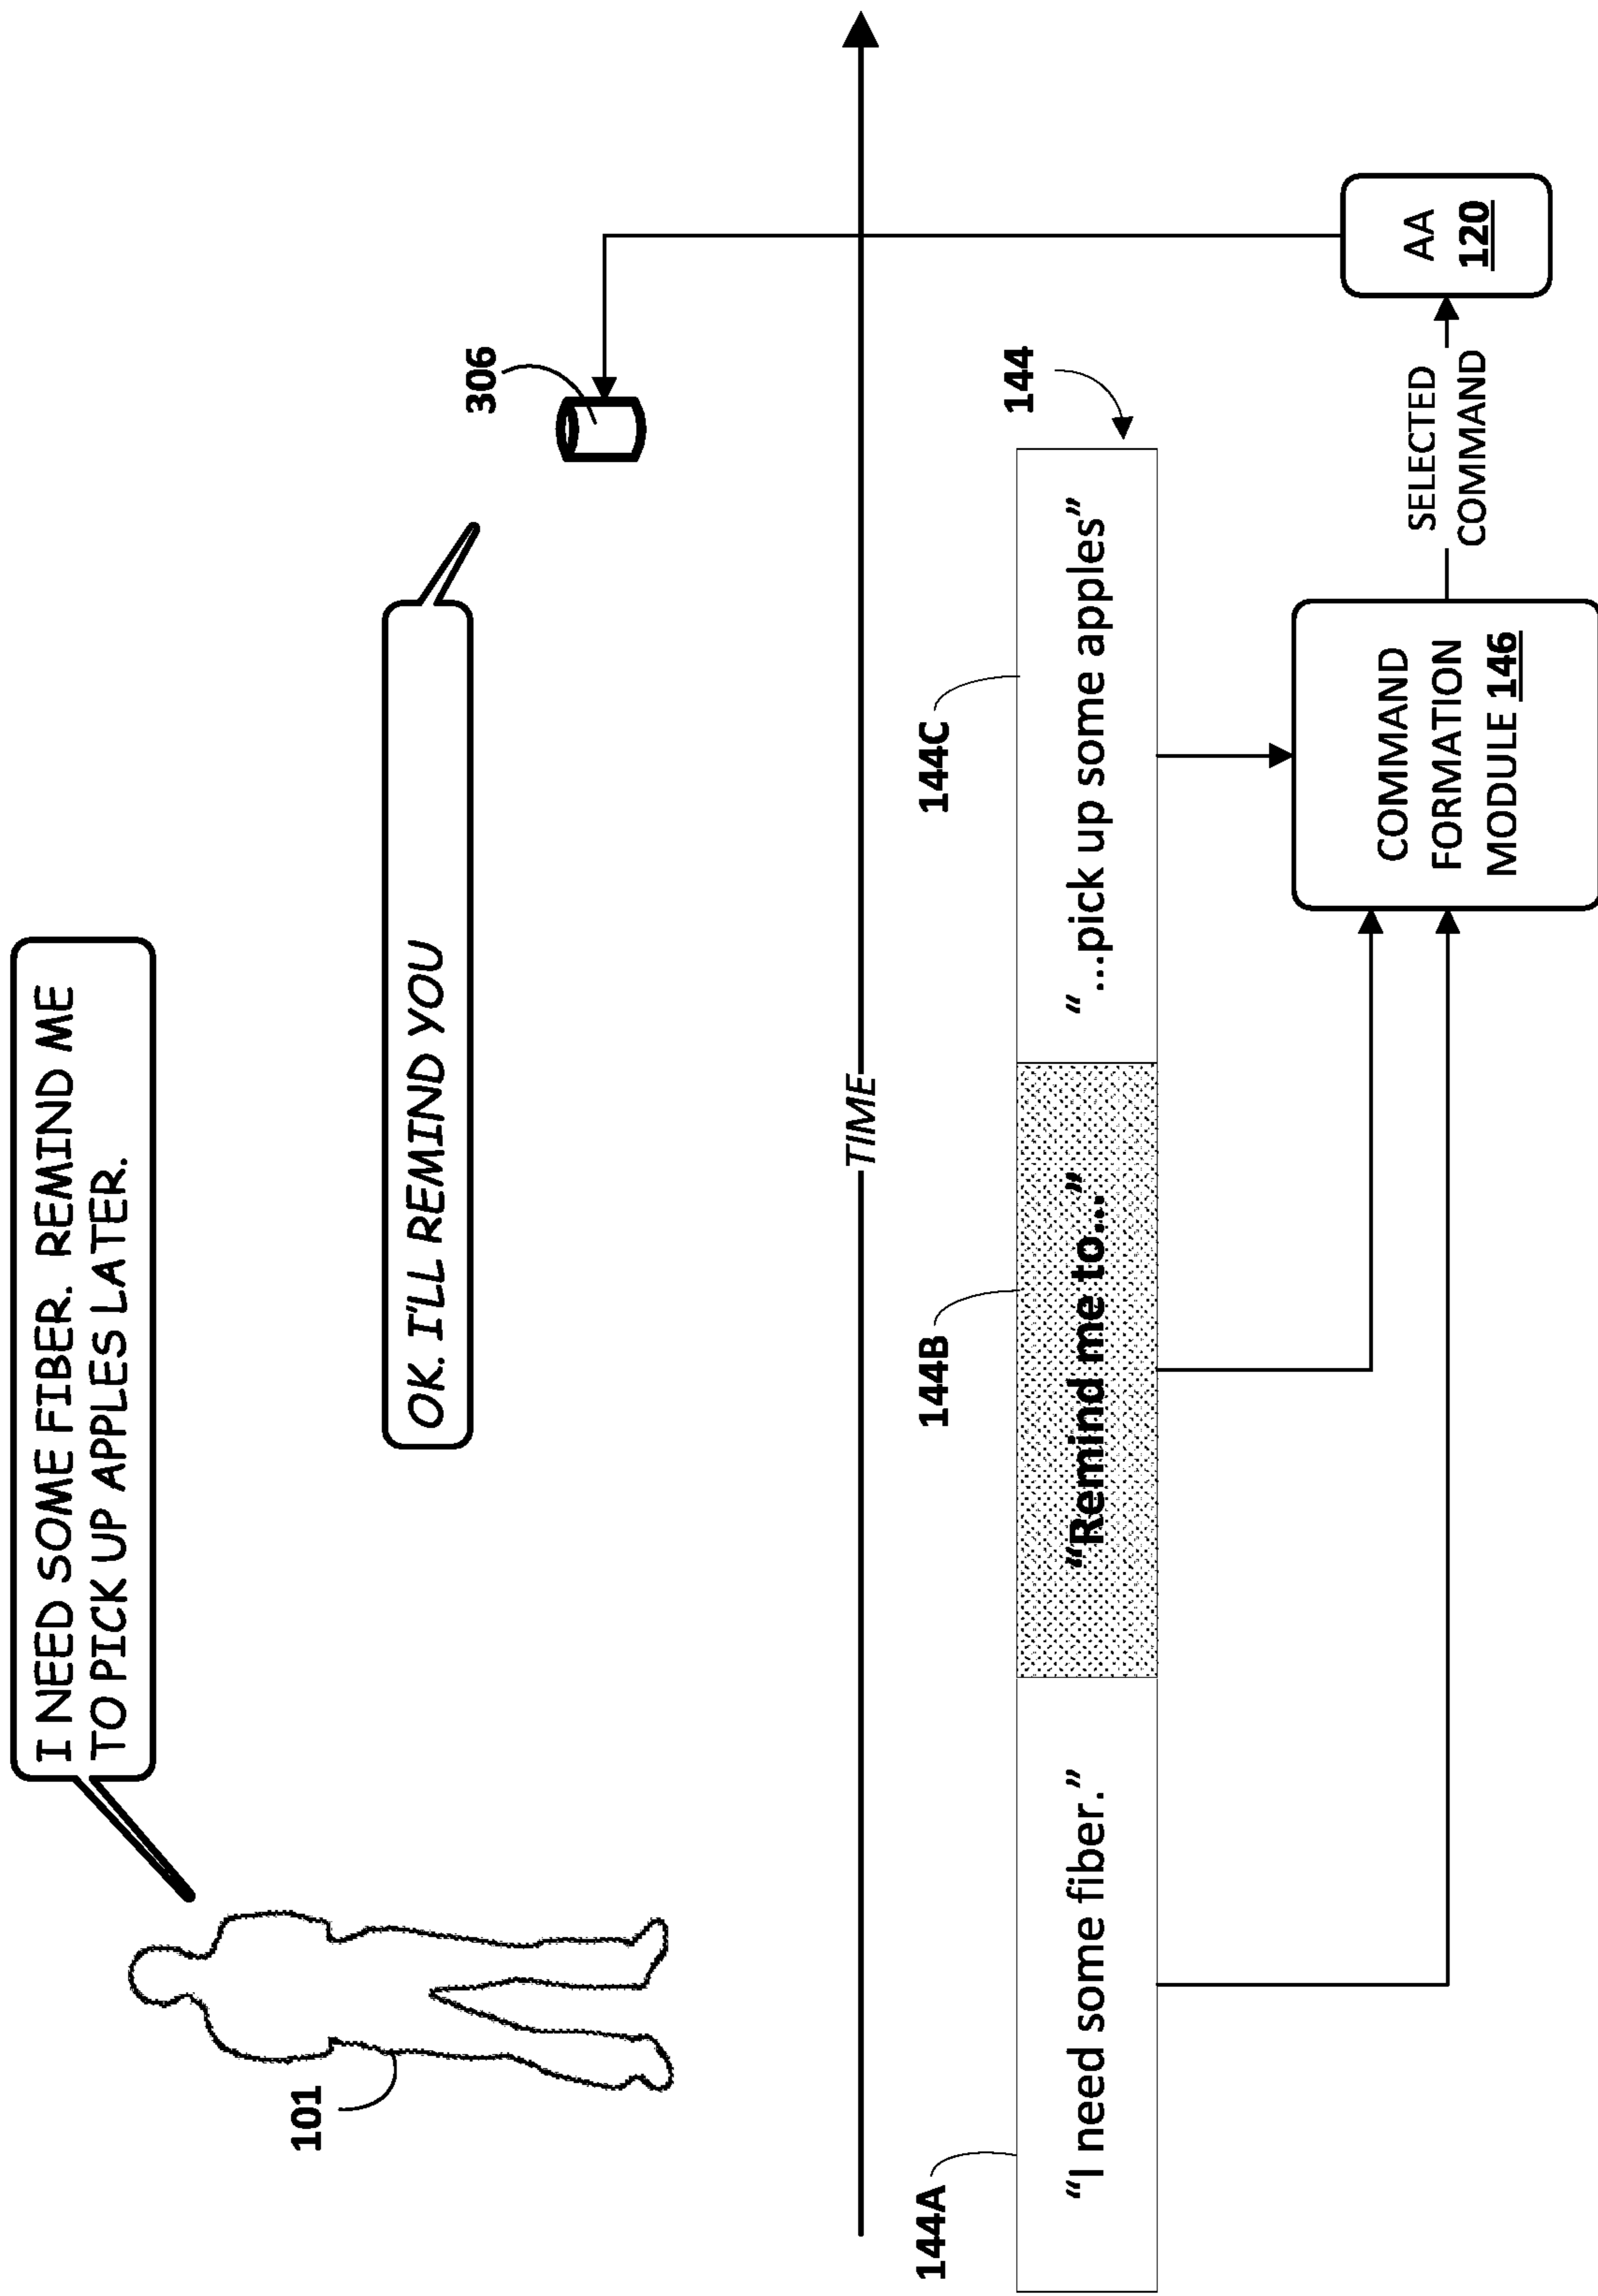 I NEED SOME FIBER. REMIND ME
TO PICK UP APPLES LATER.
101
OK. I'LL REMIND YOU
306
TIME
144A
144B
144C
144
“I need some fiber.”
“Remind me to…”
“…pick up some apples”
COMMAND
FORMATION
MODULE 146
SELECTED
COMMAND
AA
120